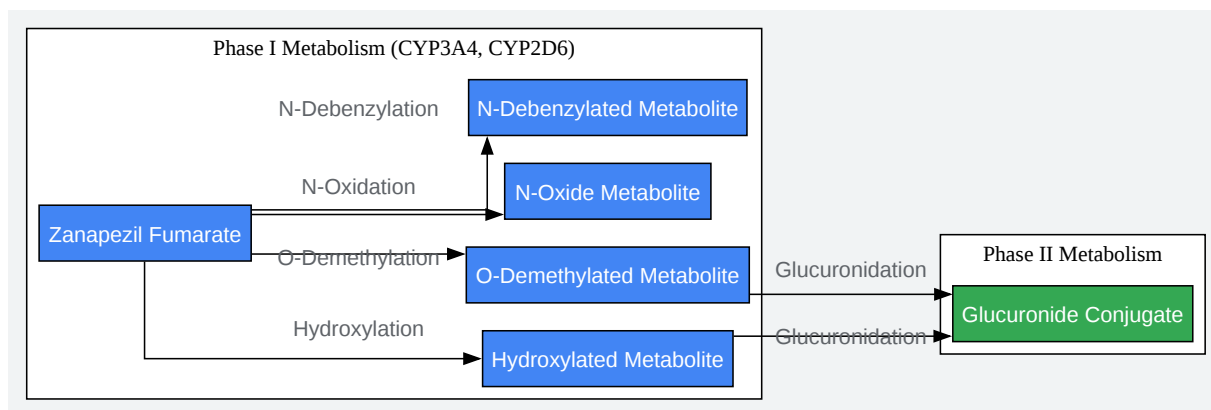 Phase I Metabolism (CYP3A4, CYP2D6)
N-Debenzylation
N-Debenzylated Metabolite
N-Oxidation
N-Oxide Metabolite
Zanapezil Fumarate
O-Demethylation
O-Demethylated Metabolite
Hydroxylation
Hydroxylated Metabolite
Glucuronidation
Glucuronidation
Phase II Metabolism
Glucuronide Conjugate